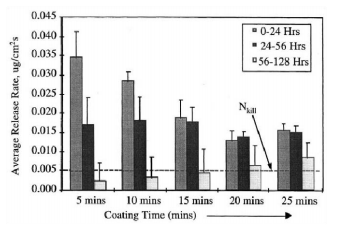 0.045
0.040
0.035
0.030
0.025
0.020
0.015
0.010
0.005
0.000
Average Release Rate, ug/cm²s
0-24 Hrs
24-56 Hrs
56-128 Hrs
Nkill
5 mins 10 mins 15 mins 20 mins 25 mins
Coating Time (mins)